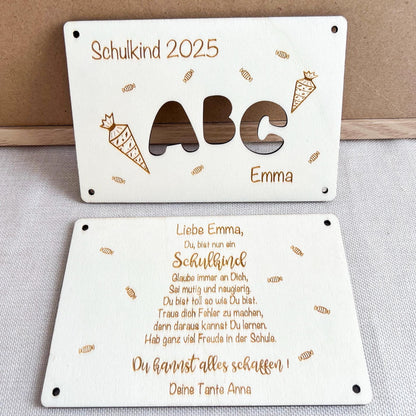 Schulkind 2025
ABC
Emma
Liebe Emma,
Du, bist nun ein
Schulkind
Glaube immer an Dich,
Sei mutig und neugierig.
Du bist toll so wie Du bist.
Traue dich Fehler zu machen,
denn daraus kannst Du lernen.
Hab ganz viel Freude in der Schule.
Du kannst alles schaffen!
Deine Tante Anna